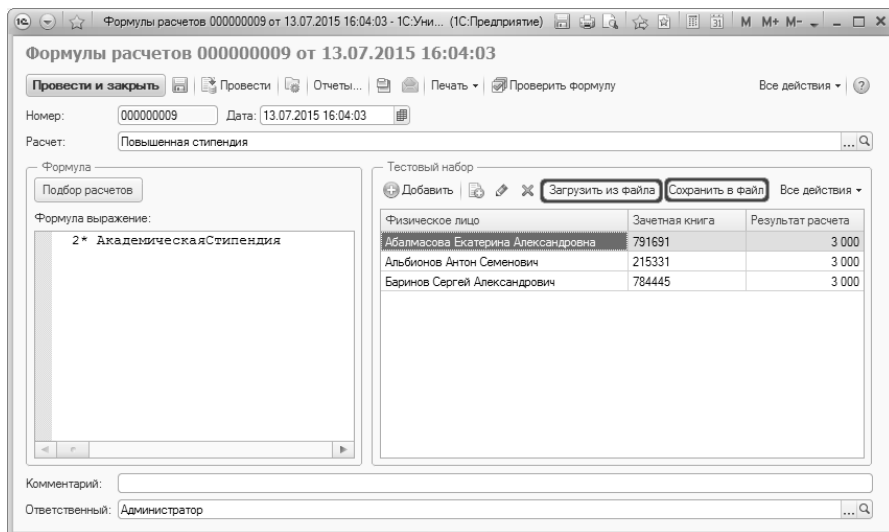 Формулы расчетов 000000009 от 13.07.2015 16:04:03 - 1С:Уни... (1С:Предприятие) 31 M M+ M-
Формулы расчетов 000000009 от 13.07.2015 16:04:03
Провести и закрыть Провести Отчеты... Печать Проверить формулу Все действия ?
Номер: 000000009 Дата: 13.07.2015 16:04:03
Расчет: Повышенная стипендия ...
Формула
Подбор расчетов
Формула выражение:
2* АкадемическаяСтипендия
Тестовый набор
Добавить Загрузить из файла Сохранить в файл Все действия
Физическое лицо Зачетная книга Результат расчета
Абалмасова Екатерина Александровна 791691 3 000
Альбионов Антон Семенович 215331 3 000
Баринов Сергей Александрович 784445 3 000
Комментарий:
Ответственный: Администратор ...